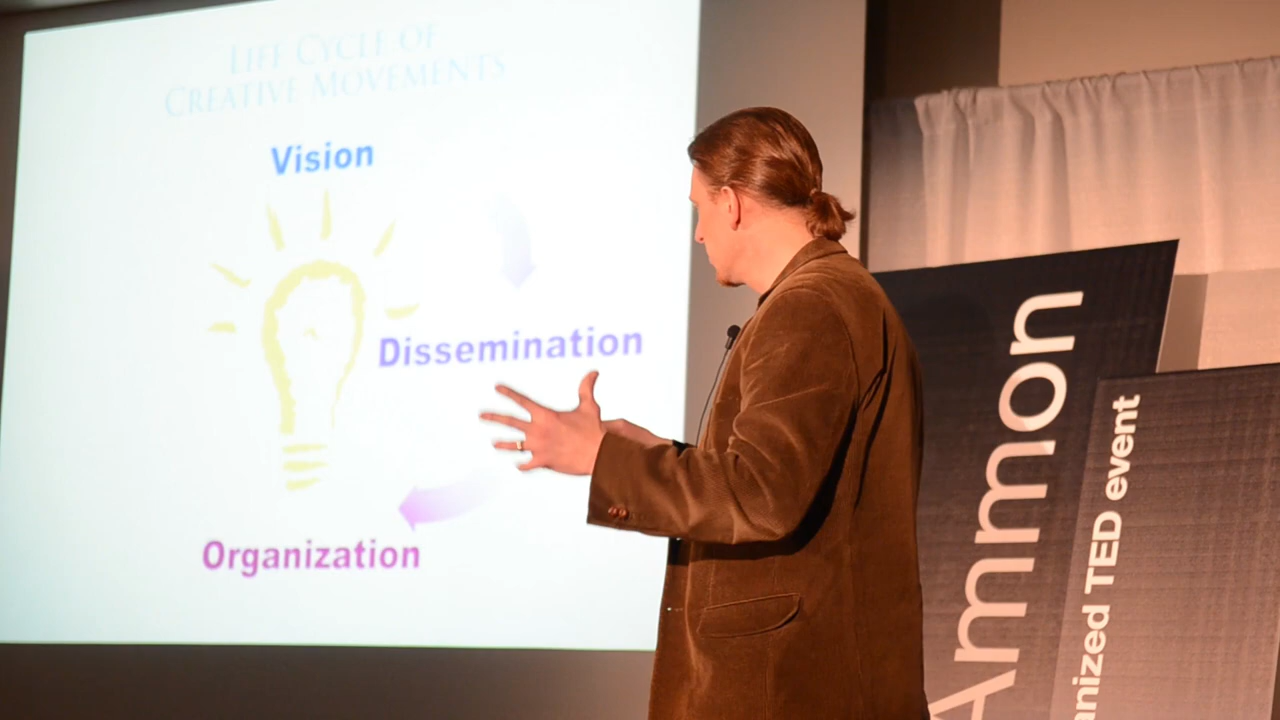 LIFE CYCLE OF
CREATIVE MOVEMENTS
Vision
Dissemination
Organization
Ammon
anized TED event